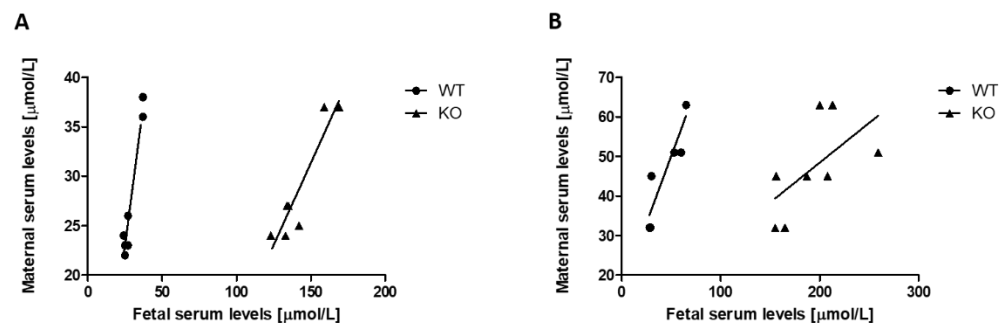 A
B
Maternal serum levels [μmol/L]
40
35
30
25
20
0
50
100
150
200
Fetal serum levels [μmol/L]
WT
KO
Maternal serum levels [μmol/L]
70
60
50
40
30
20
0
100
200
300
Fetal serum levels [μmol/L]
WT
KO